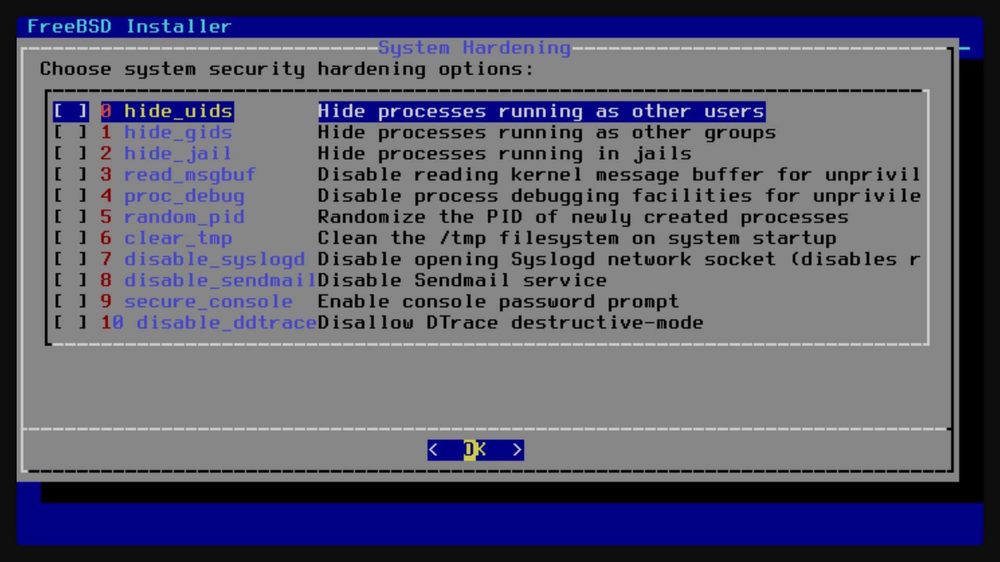 FreeBSD Installer
System Hardening
Choose system security hardening options:
[ ] 0 hide_uids Hide processes running as other users
[ ] 1 hide_gids Hide processes running as other groups
[ ] 2 hide_jail Hide processes running in jails
[ ] 3 read_msgbuf Disable reading kernel message buffer for unprivil
[ ] 4 proc_debug Disable process debugging facilities for unprivile
[ ] 5 random_pid Randomize the PID of newly created processes
[ ] 6 clear_tmp Clean the /tmp filesystem on system startup
[ ] 7 disable_syslogd Disable opening Syslogd network socket (disables r
[ ] 8 disable_sendmail Disable Sendmail service
[ ] 9 secure_console Enable console password prompt
[ ] 10 disable_ddtrace Disallow DTrace destructive-mode
< OK >